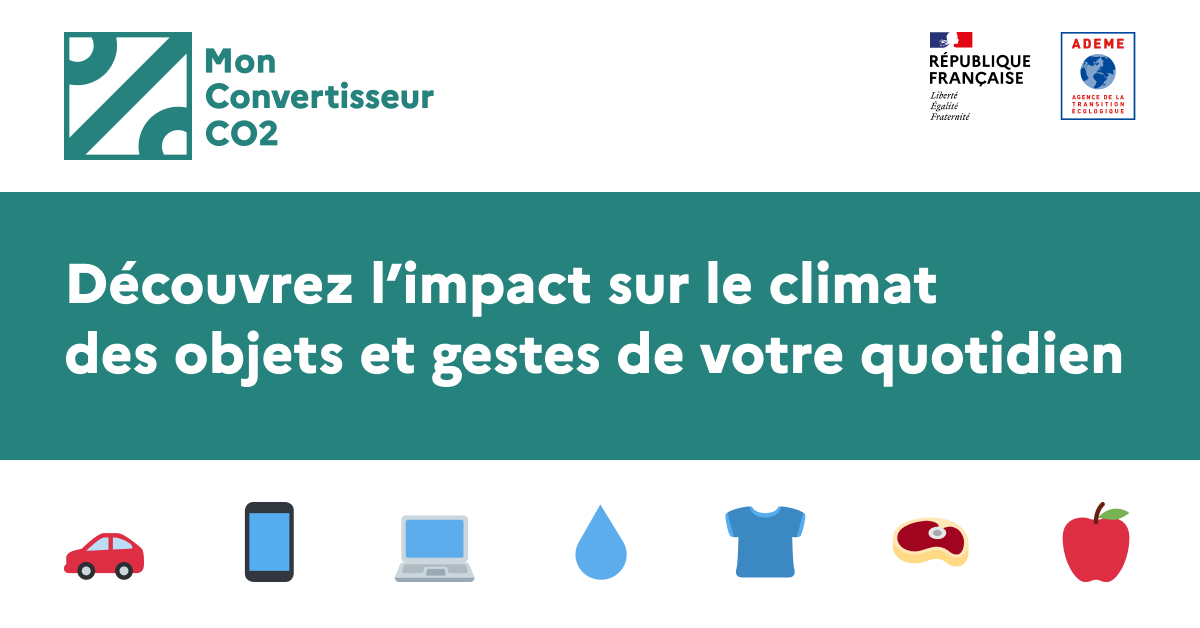 Mon
Convertisseur
CO2
RÉPUBLIQUE
FRANÇAISE
Liberté
Égalité
Fraternité
ADEME
AGENCE DE LA
TRANSITION
ÉCOLOGIQUE
Découvrez l’impact sur le climat
des objets et gestes de votre quotidien